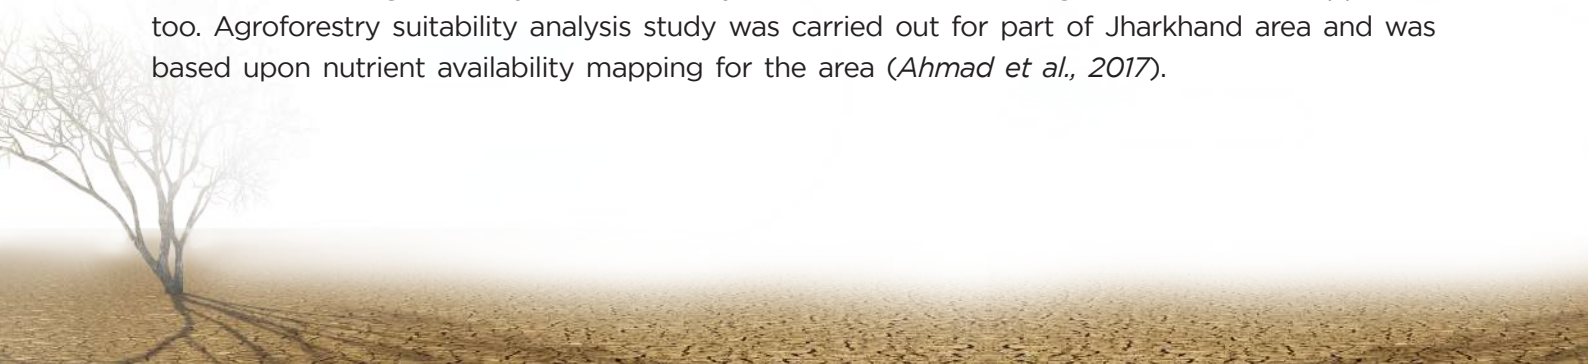 too. Agroforestry suitability analysis study was carried out for part of Jharkhand area and was
based upon nutrient availability mapping for the area (Ahmad et al., 2017).